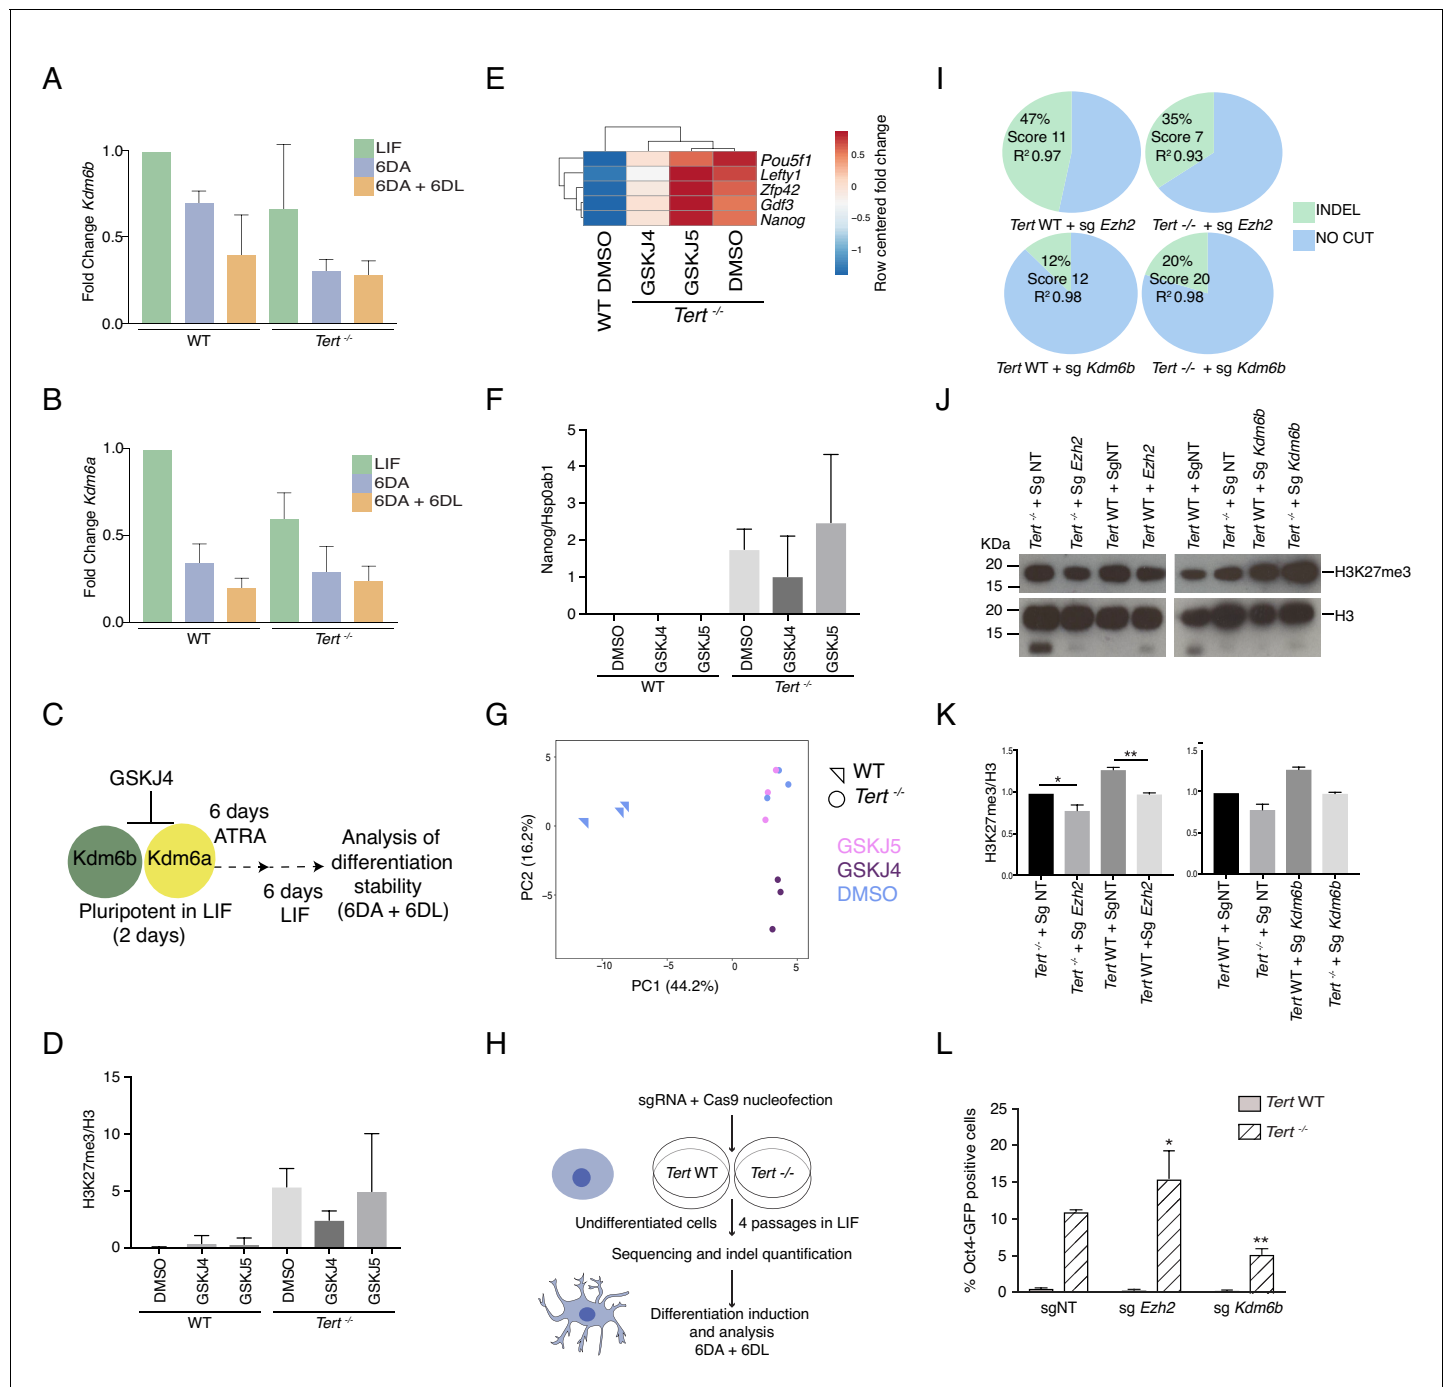 A
Fold Change Kdm6b
1.0
0.5
0.0
LIF
6DA
6DA + 6DL
WT
Tert -/-
B
Fold Change Kdm6a
1.0
0.5
0.0
LIF
6DA
6DA + 6DL
WT
Tert -/-
C
GSKJ4
6 days
ATRA
Kdm6b
Kdm6a
Pluripotent in LIF
(2 days)
6 days
LIF
Analysis of
differentiation
stability
(6DA + 6DL)
D
H3K27me3/H3
15
10
5
0
DMSO
GSKJ4
GSKJ5
DMSO
GSKJ4
GSKJ5
WT
Tert -/-
E
Pou5f1
Lefty1
Zfp42
Gdf3
Nanog
WT DMSO
GSKJ4
GSKJ5
DMSO
Tert -/-
0.5
0
−0.5
−1
Row centered fold change
F
Nanog/Hsp0ab1
5
4
3
2
1
0
DMSO
GSKJ4
GSKJ5
DMSO
GSKJ4
GSKJ5
WT
Tert -/-
G
PC2 (16.2%)
5
0
−5
−10
−5
0
5
PC1 (44.2%)
WT
Tert -/-
GSKJ5
GSKJ4
DMSO
H
sgRNA + Cas9 nucleofection
Tert WT
Tert -/-
Undifferentiated cells
4 passages in LIF
Sequencing and indel quantification
Differentiation induction
and analysis
6DA + 6DL
I
47%
Score 11
R² 0.97
Tert WT + sg Ezh2
35%
Score 7
R² 0.93
Tert -/- + sg Ezh2
12%
Score 12
R² 0.98
Tert WT + sg Kdm6b
20%
Score 20
R² 0.98
Tert -/- + sg Kdm6b
INDEL
NO CUT
J
Tert -/- + Sg NT
Tert -/- + Sg Ezh2
Tert WT + SgNT
Tert WT + Ezh2
Tert WT + SgNT
Tert -/- + Sg NT
Tert WT + Sg Kdm6b
Tert -/- + Sg Kdm6b
KDa
20
15
H3K27me3
20
15
H3
K
H3K27me3/H3
1.5
1.0
0.5
0.0
*
**
Tert -/- + Sg NT
Tert -/- + Sg Ezh2
Tert WT + SgNT
Tert WT +Sg Ezh2
1.5
1.0
0.5
0.0
Tert WT + SgNT
Tert -/- + Sg NT
Tert WT + Sg Kdm6b
Tert -/- + Sg Kdm6b
L
% Oct4-GFP positive cells
25
20
15
10
5
0
Tert WT
Tert -/-
*
**
sgNT
sg Ezh2
sg Kdm6b